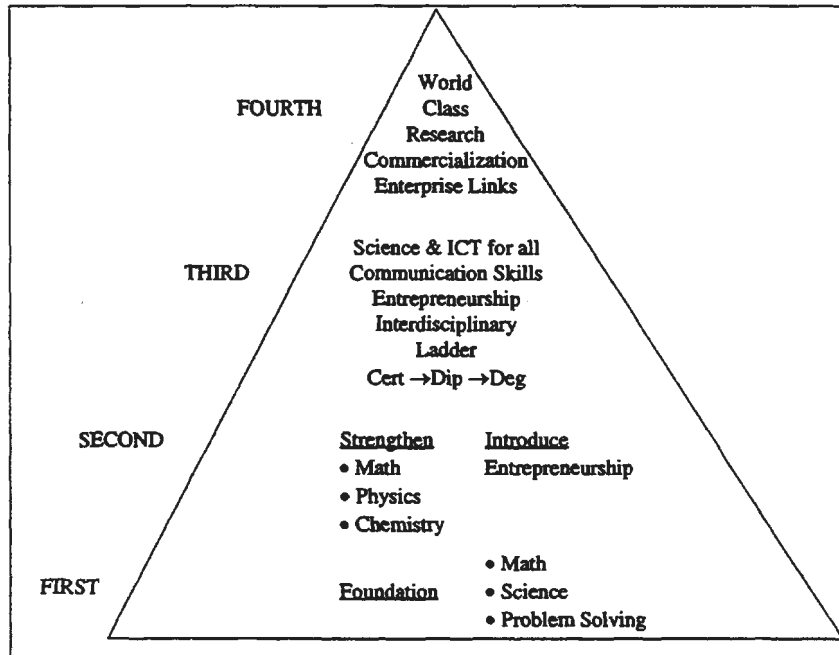 World
FOURTH Class
Research
Commercialization
Enterprise Links
Science & ICT for all
THIRD Communication Skills
Entrepreneurship
Interdisciplinary
Ladder
Cert →Dip →Deg
SECOND Strengthen Introduce
• Math Entrepreneurship
• Physics
• Chemistry
• Math
FIRST Foundation • Science
• Problem Solving